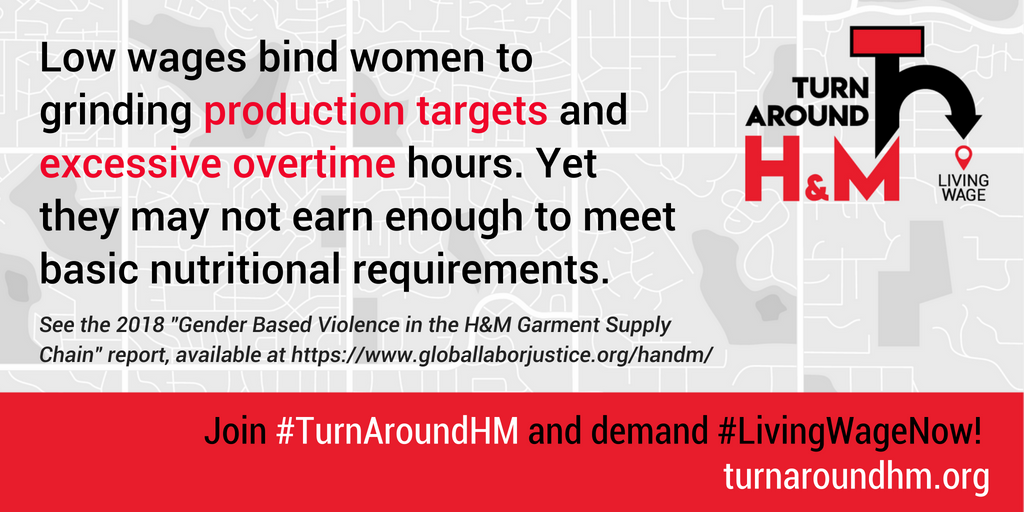 Low wages bind women to
grinding production targets and
excessive overtime hours. Yet
they may not earn enough to meet
basic nutritional requirements.
See the 2018 "Gender Based Violence in the H&M Garment Supply
Chain" report, available at https://www.globallaborjustice.org/handm/
TURN
AROUND
H&M
LIVING
WAGE
Join #TurnAroundHM and demand #LivingWageNow!
turnaroundhm.org